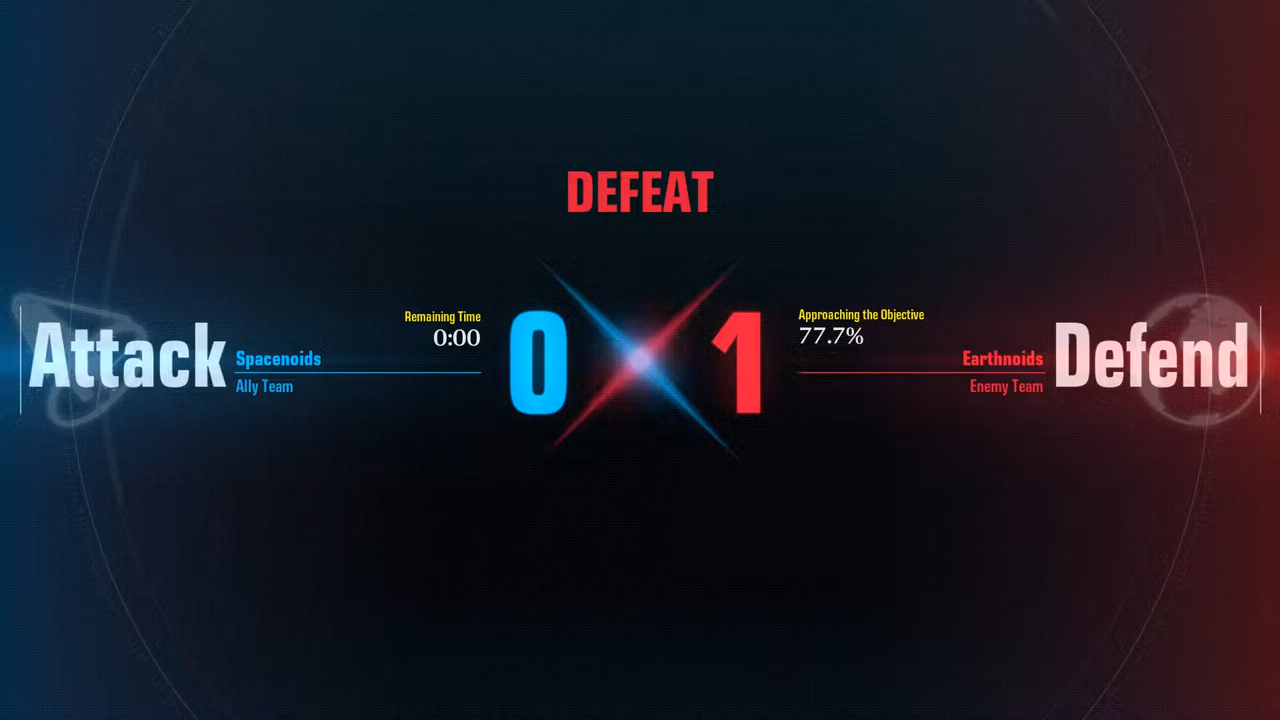 DEFEAT
Attack
Spacenoids
Ally Team
Remaining Time
0:00
0
1
Approaching the Objective
77.7%
Earthnoids
Enemy Team
Defend